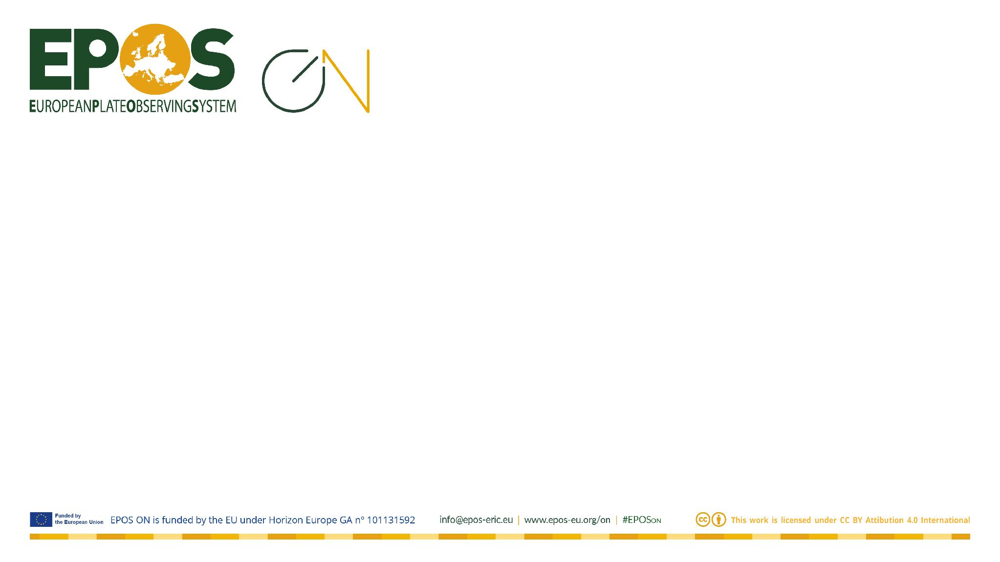 EPOS ON
EUROPEANPLATEOBSERVINGSYSTEM
Funded by
the European Union
EPOS ON is funded by the EU under Horizon Europe GA n° 101131592
info@epos-eric.eu | www.epos-eu.org/on | #EPOSON
cc
This work is licensed under CC BY Attibution 4.0 International